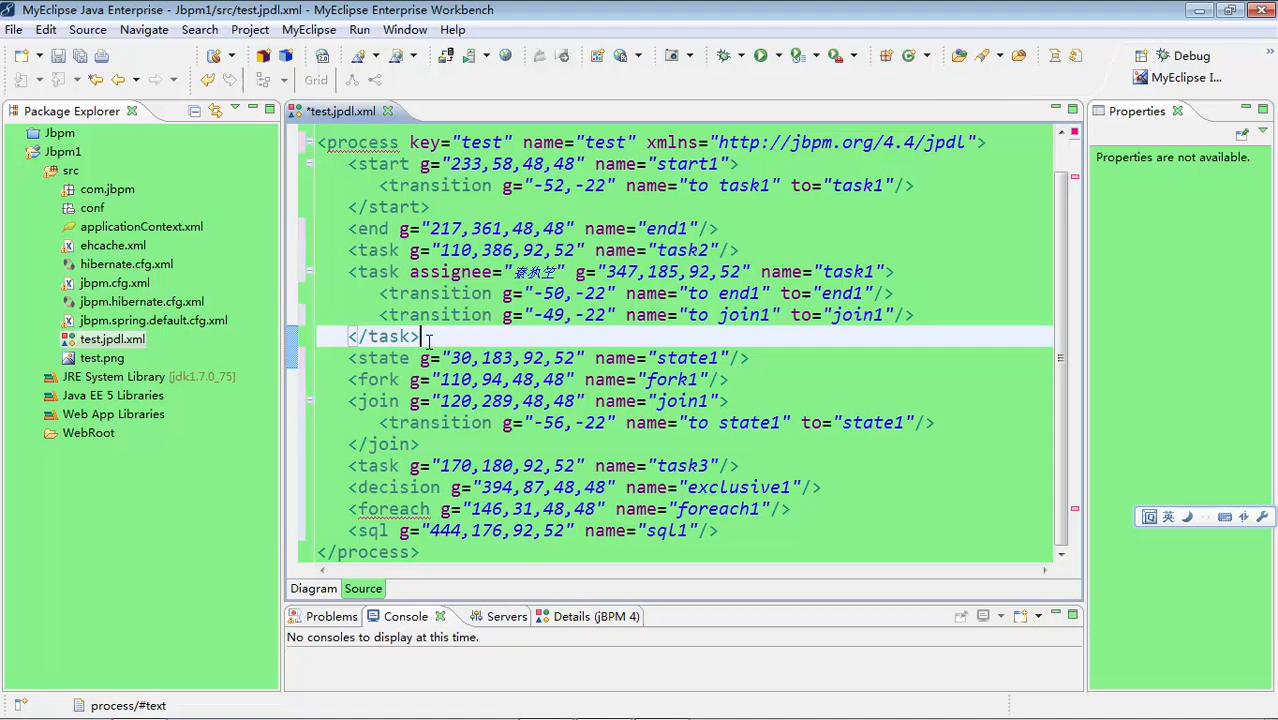 MyEclipse Java Enterprise - Jbpm1/src/test.jpdl.xml - MyEclipse Enterprise Workbench
File Edit Source Navigate Search Project MyEclipse Run Window Help
Debug
Grid
MyEclipse I...
Package Explorer
*test.jpdl.xml
Properties
Jbpm
Jbpm1
src
com.jbpm
conf
applicationContext.xml
ehcache.xml
hibernate.cfg.xml
jbpm.cfg.xml
jbpm.hibernate.cfg.xml
jbpm.spring.default.cfg.xml
test.jpdl.xml
test.png
JRE System Library [jdk1.7.0_75]
Java EE 5 Libraries
Web App Libraries
WebRoot
<process key="test" name="test" xmlns="http://jbpm.org/4.4/jpdl">
<start g="233,58,48,48" name="start1">
<transition g="-52,-22" name="to task1" to="task1"/>
</start>
<end g="217,361,48,48" name="end1"/>
<task g="110,386,92,52" name="task2"/>
<task assignee="" g="347,185,92,52" name="task1">
<transition g="-50,-22" name="to end1" to="end1"/>
<transition g="-49,-22" name="to join1" to="join1"/>
</task>
<state g="30,183,92,52" name="state1"/>
<fork g="110,94,48,48" name="fork1"/>
<join g="120,289,48,48" name="join1">
<transition g="-56,-22" name="to state1" to="state1"/>
</join>
<task g="170,180,92,52" name="task3"/>
<decision g="394,87,48,48" name="exclusive1"/>
<foreach g="146,31,48,48" name="foreach1"/>
<sql g="444,176,92,52" name="sql1"/>
</process>
Diagram Source
Properties are not available.
英
Problems Console Servers Details (jBPM 4)
No consoles to display at this time.
process/#text